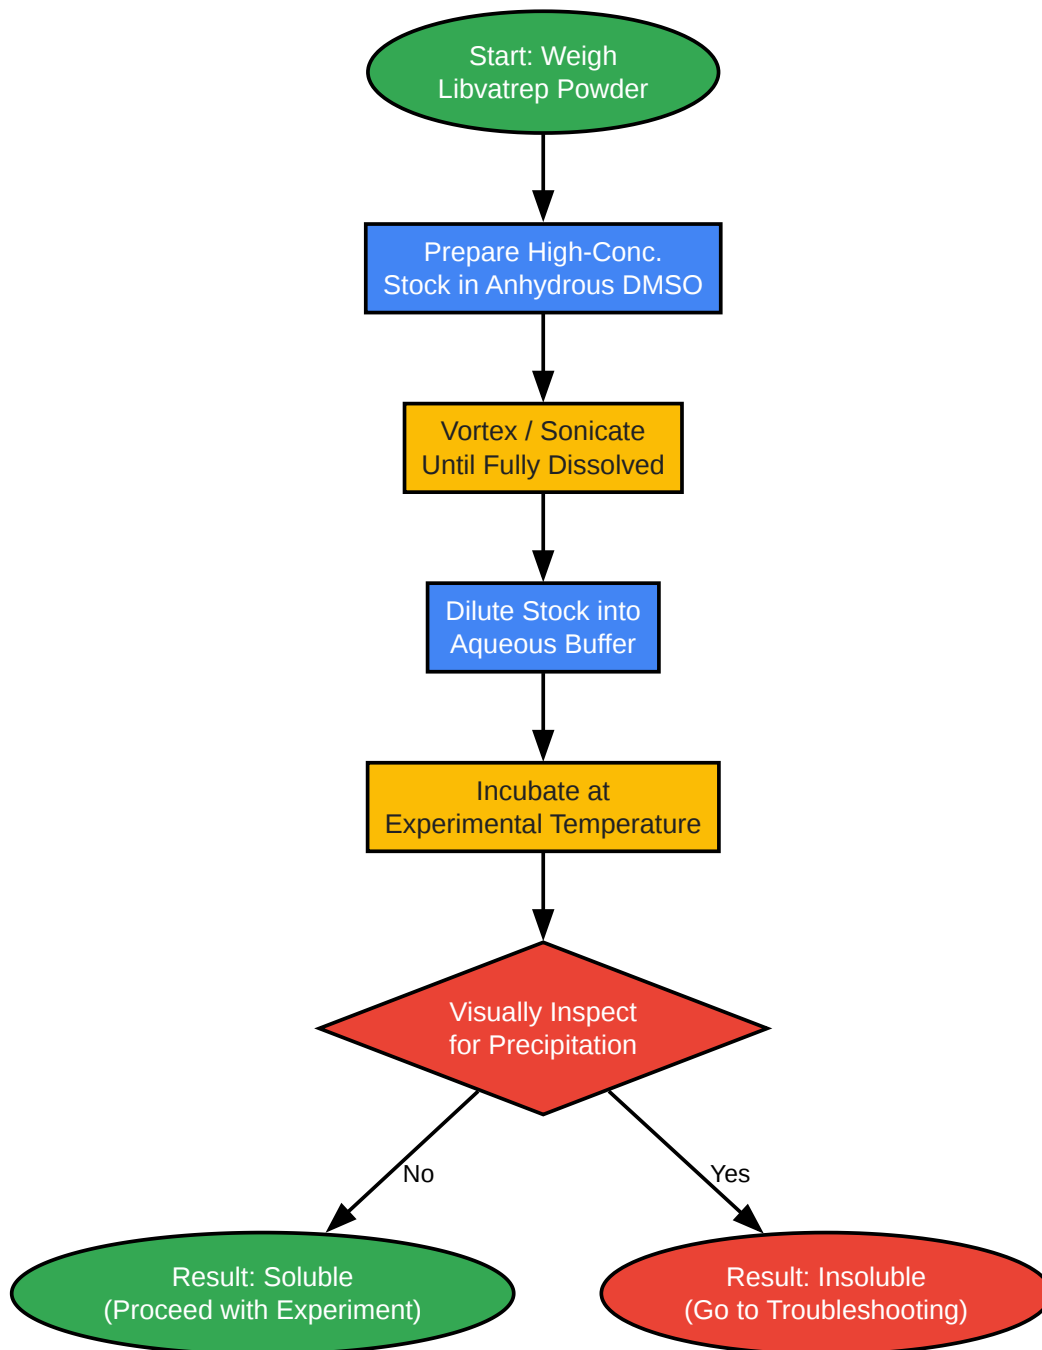 Start: Weigh
Libvatrep Powder
Prepare High-Conc.
Stock in Anhydrous DMSO
Vortex / Sonicate
Until Fully Dissolved
Dilute Stock into
Aqueous Buffer
Incubate at
Experimental Temperature
Visually Inspect
for Precipitation
No
Yes
Result: Soluble
(Proceed with Experiment)
Result: Insoluble
(Go to Troubleshooting)